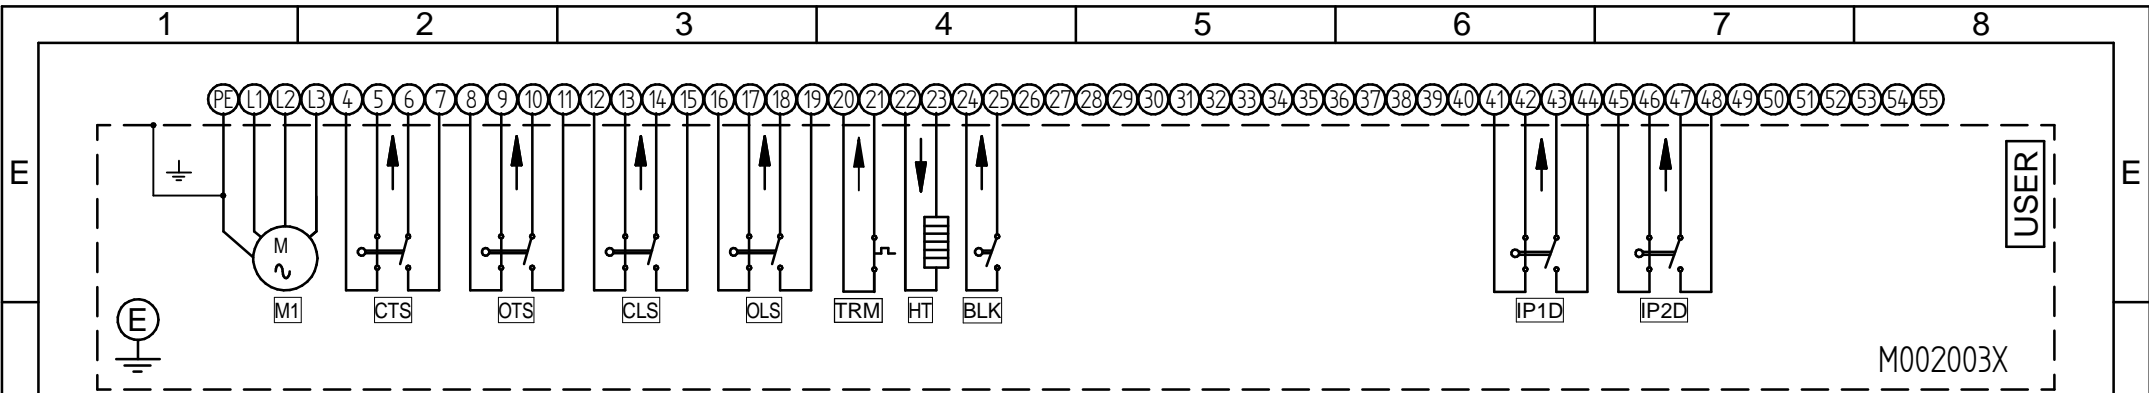 1 2 3 4 5 6 7 8
PE L1 L2 L3 4 5 6 7 8 9 10 11 12 13 14 15 16 17 18 19 20 21 22 23 24 25 26 27 28 29 30 31 32 33 34 35 36 37 38 39 40 41 42 43 44 45 46 47 48 49 50 51 52 53 54 55
E E
USER
M
M1 CTS OTS CLS OLS TRM HT BLK IP1D IP2D
E
M002003X